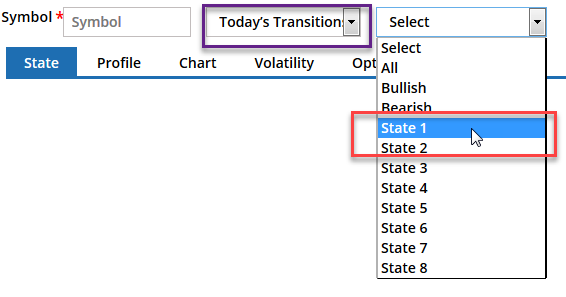 Symbol * Symbol Today's Transitions Select
State Profile Chart Volatility Opt
Select
All
Bullish
Bearish
State 1
State 2
State 3
State 4
State 5
State 6
State 7
State 8